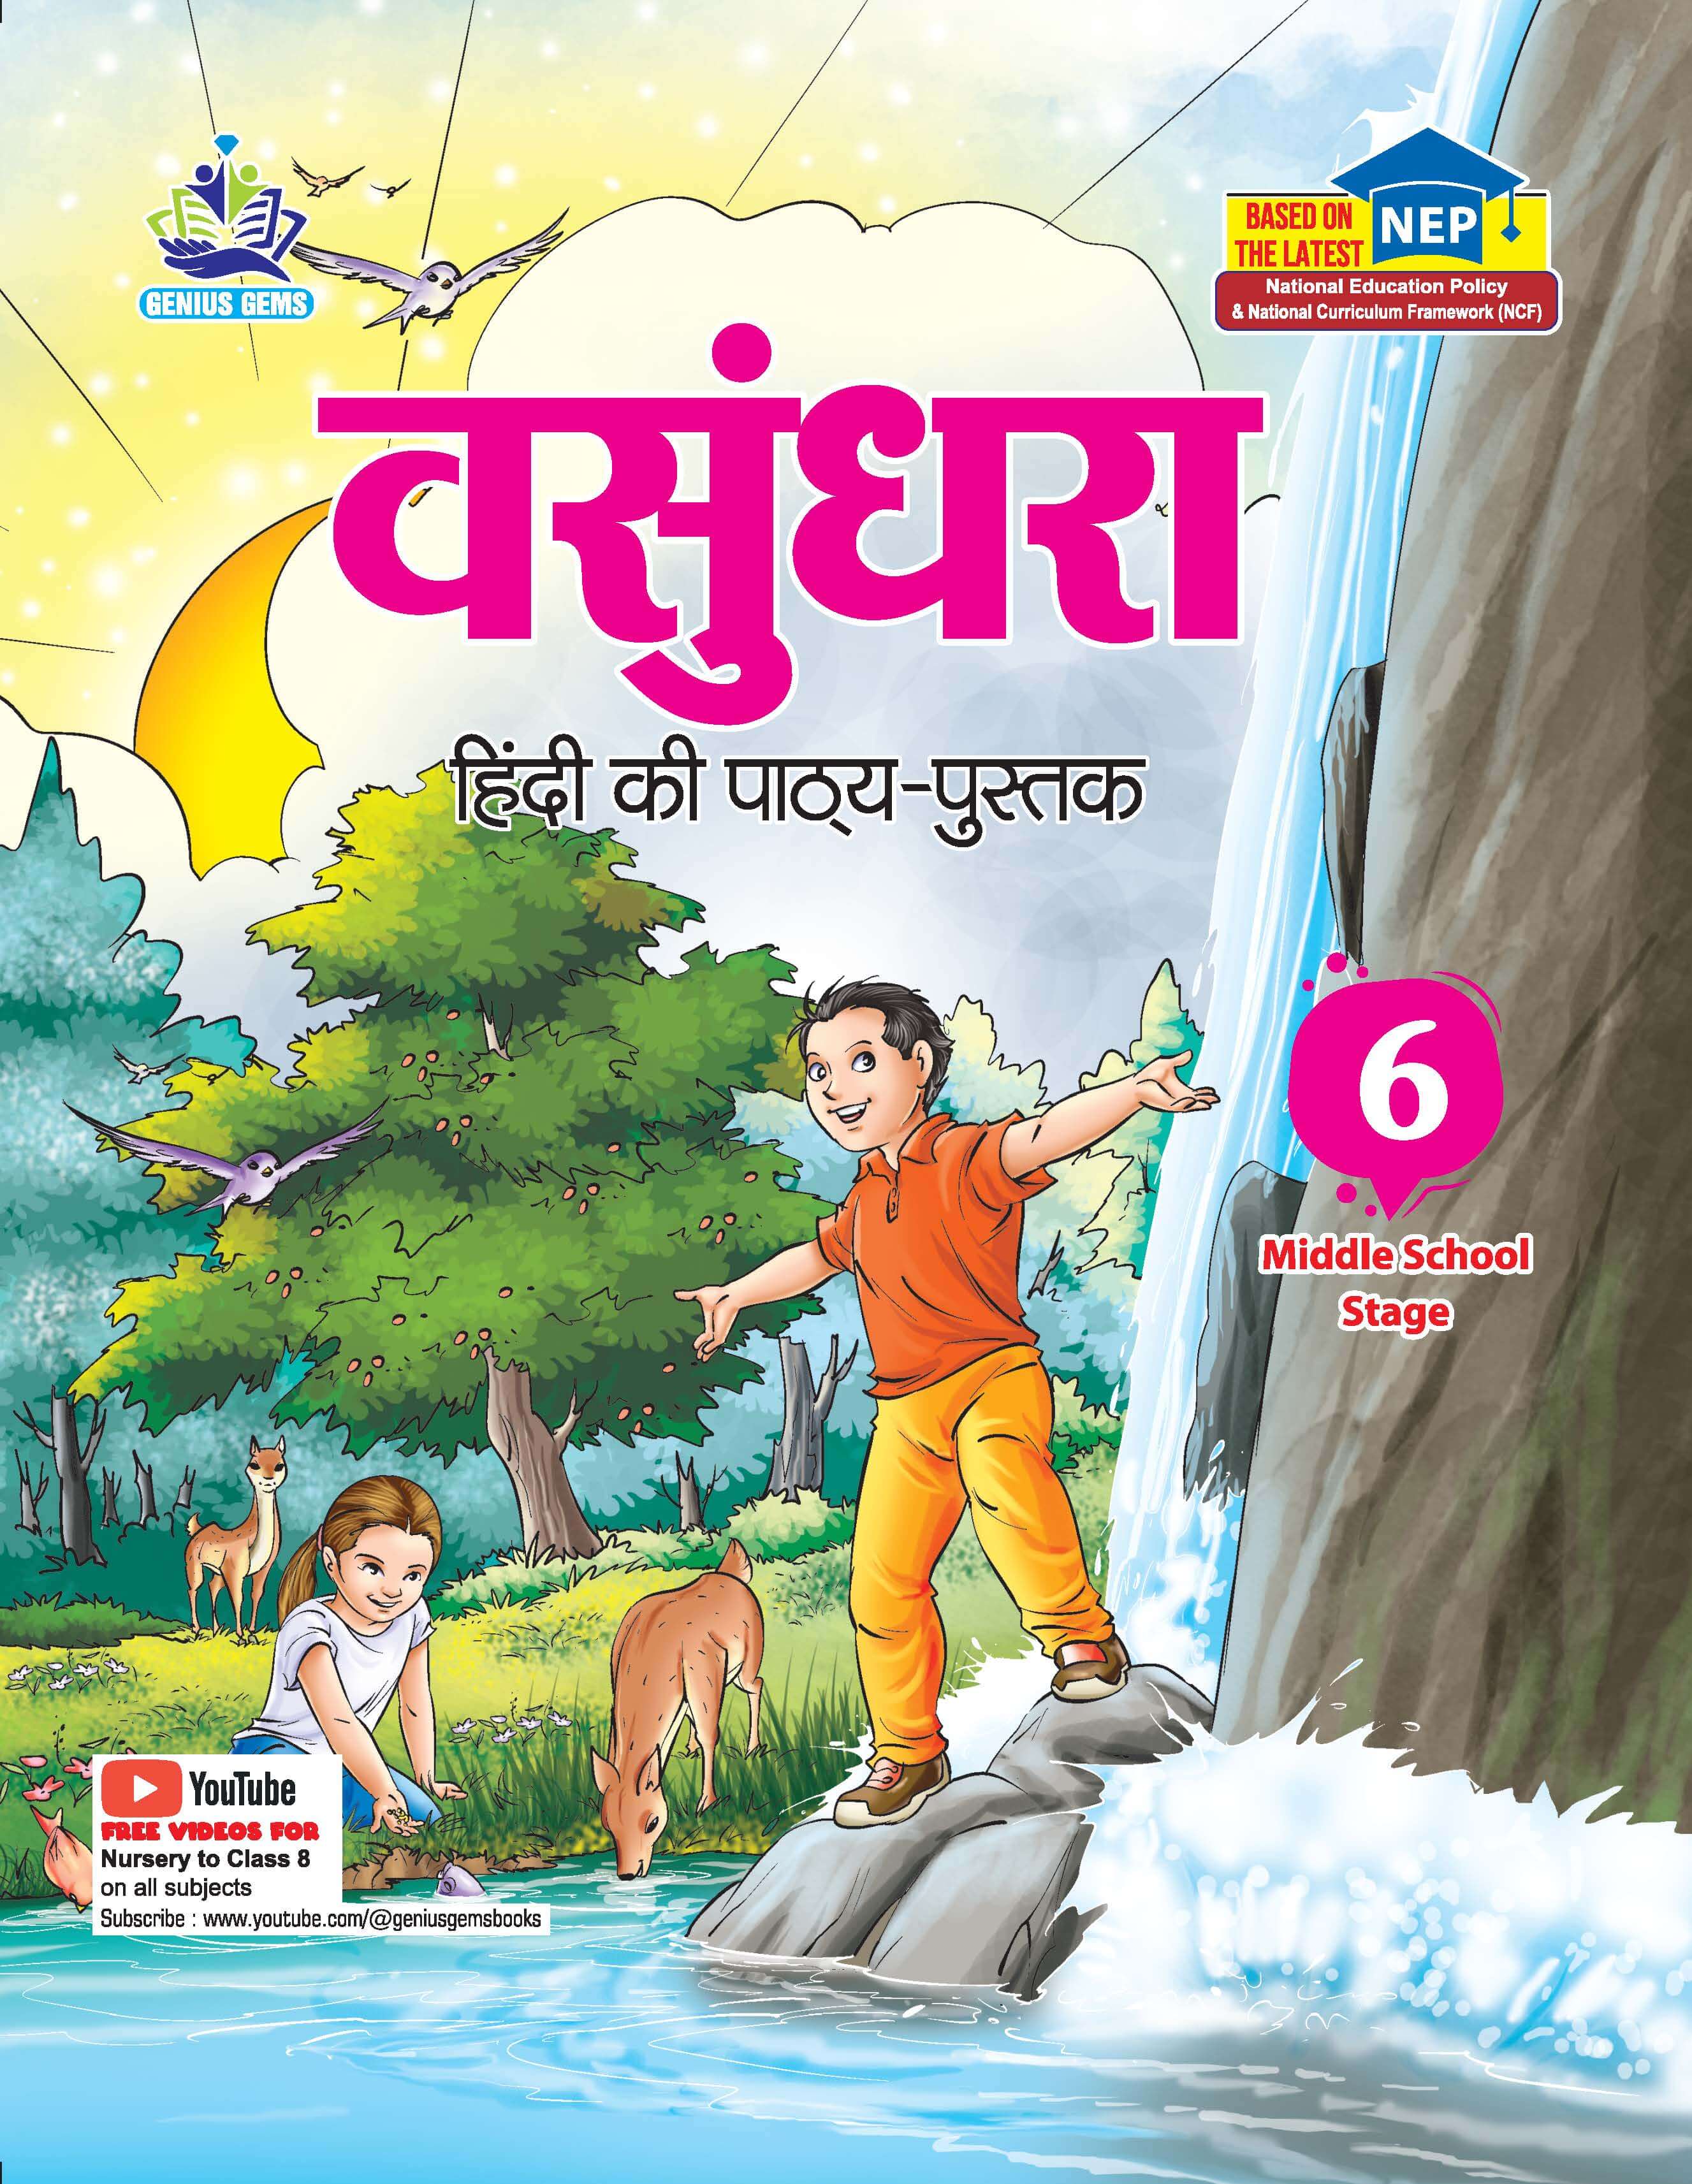 GENIUS GEMS
BASED ON
THE LATEST
NEP
National Education Policy
& National Curriculum Framework (NCF)
वसुंधरा
हिंदी की पाठ्य-पुस्तक
6
Middle School
Stage
YouTube
FREE VIDEOS FOR
Nursery to Class 8
on all subjects
Subscribe : www.youtube.com/@geniusgemsbooks